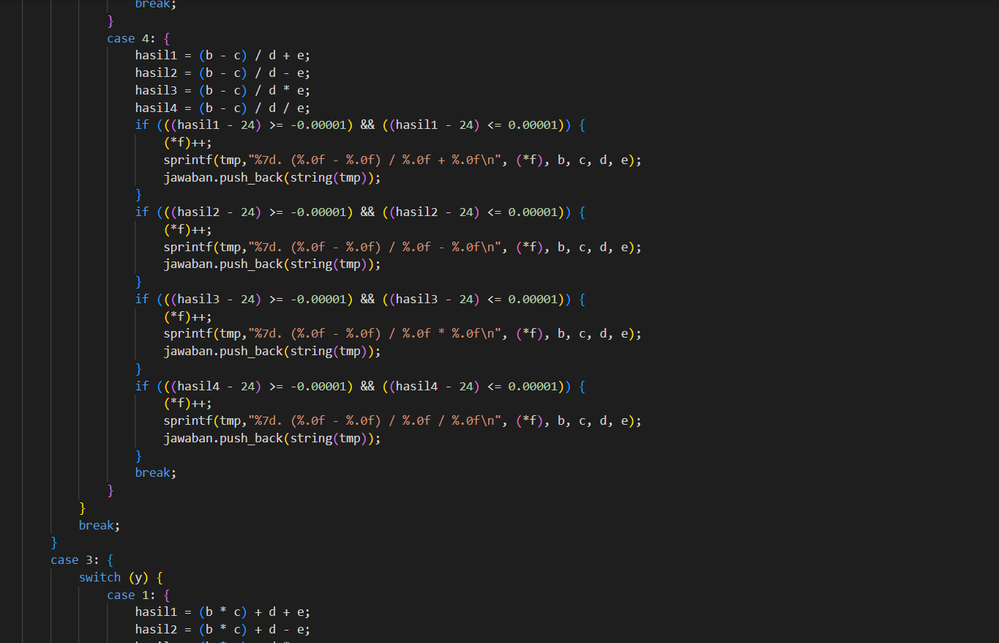 break;
}
case 4: {
hasil1 = (b - c) / d + e;
hasil2 = (b - c) / d - e;
hasil3 = (b - c) / d * e;
hasil4 = (b - c) / d / e;
if (((hasil1 - 24) >= -0.00001) && ((hasil1 - 24) <= 0.00001)) {
(*f)++;
sprintf(tmp,"%7d. (%.0f - %.0f) / %.0f + %.0f\n", (*f), b, c, d, e);
jawaban.push_back(string(tmp));
}
if (((hasil2 - 24) >= -0.00001) && ((hasil2 - 24) <= 0.00001)) {
(*f)++;
sprintf(tmp,"%7d. (%.0f - %.0f) / %.0f - %.0f\n", (*f), b, c, d, e);
jawaban.push_back(string(tmp));
}
if (((hasil3 - 24) >= -0.00001) && ((hasil3 - 24) <= 0.00001)) {
(*f)++;
sprintf(tmp,"%7d. (%.0f - %.0f) / %.0f * %.0f\n", (*f), b, c, d, e);
jawaban.push_back(string(tmp));
}
if (((hasil4 - 24) >= -0.00001) && ((hasil4 - 24) <= 0.00001)) {
(*f)++;
sprintf(tmp,"%7d. (%.0f - %.0f) / %.0f / %.0f\n", (*f), b, c, d, e);
jawaban.push_back(string(tmp));
}
break;
}
}
break;
}
case 3: {
switch (y) {
case 1: {
hasil1 = (b * c) + d + e;
hasil2 = (b * c) + d - e;